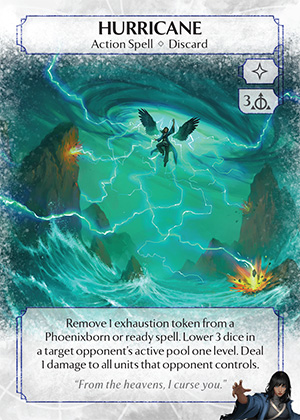 HURRICANE
Action Spell ⟡ Discard
3
Remove 1 exhaustion token from a
Phoenixborn or ready spell. Lower 3 dice in
a target opponent's active pool one level. Deal
1 damage to all units that opponent controls.
"From the heavens, I curse you."